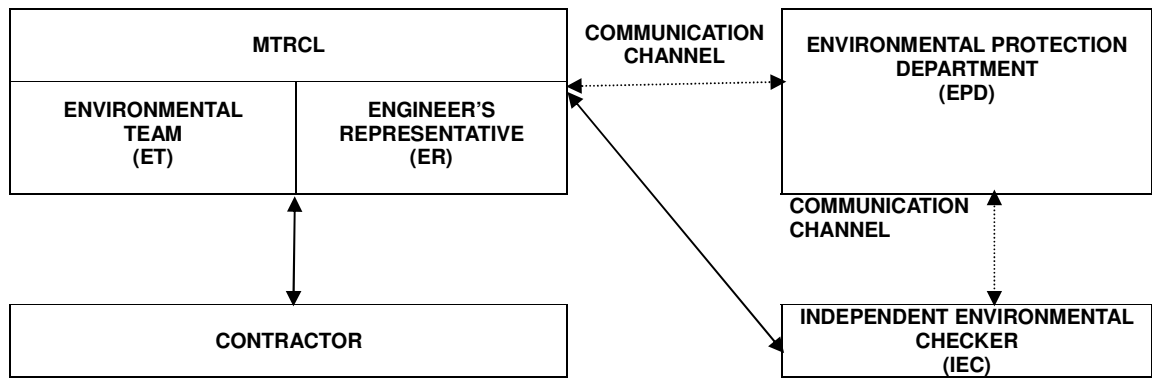 MTRCL
ENVIRONMENTAL
TEAM
(ET)
ENGINEER'S
REPRESENTATIVE
(ER)
COMMUNICATION
CHANNEL
ENVIRONMENTAL PROTECTION
DEPARTMENT
(EPD)
COMMUNICATION
CHANNEL
CONTRACTOR
INDEPENDENT ENVIRONMENTAL
CHECKER
(IEC)